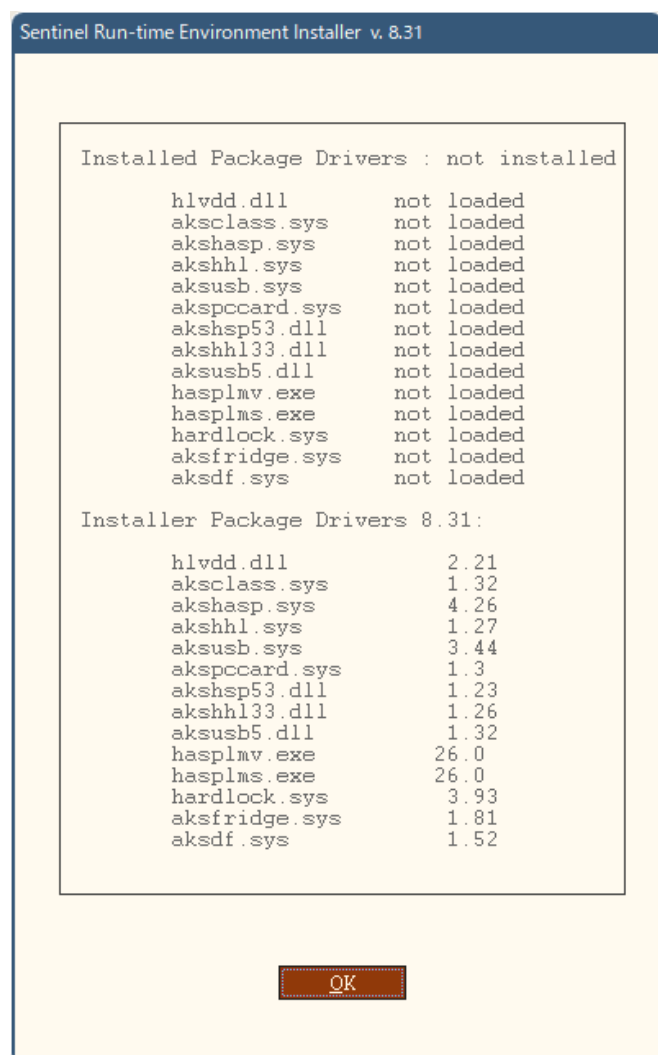 Sentinel Run-time Environment Installer v. 8.31
Installed Package Drivers : not installed
hlvdd.dll not loaded
aksclass.sys not loaded
akshasp.sys not loaded
akshhl.sys not loaded
aksusb.sys not loaded
akspccard.sys not loaded
akshsp53.dll not loaded
akshhl33.dll not loaded
aksusb5.dll not loaded
hasplmv.exe not loaded
hasplms.exe not loaded
hardlock.sys not loaded
aksfridge.sys not loaded
aksdf.sys not loaded
Installer Package Drivers 8.31:
hlvdd.dll 2.21
aksclass.sys 1.32
akshasp.sys 4.26
akshhl.sys 1.27
aksusb.sys 3.44
akspccard.sys 1.3
akshsp53.dll 1.23
akshhl33.dll 1.26
aksusb5.dll 1.32
hasplmv.exe 26.0
hasplms.exe 26.0
hardlock.sys 3.93
aksfridge.sys 1.81
aksdf.sys 1.52
OK